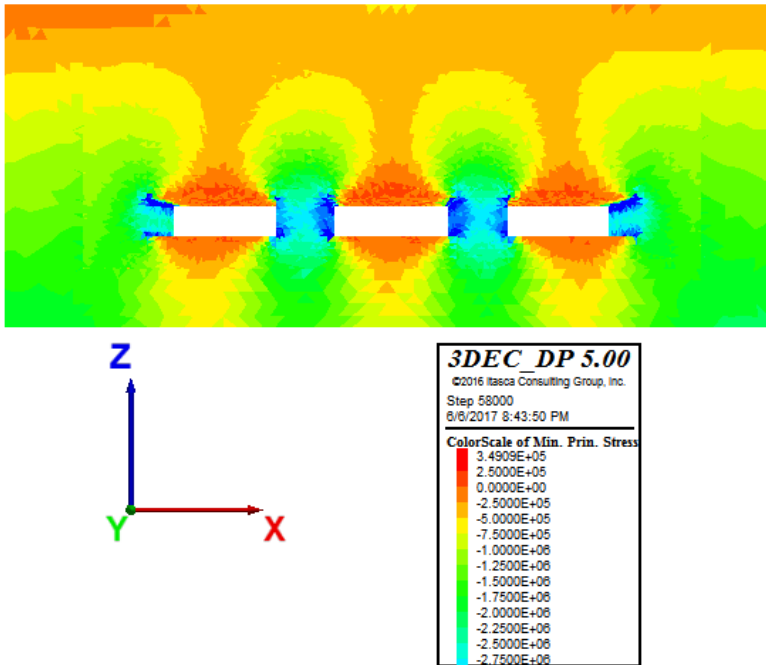 Z
Y
X
3DEC_DP 5.00
©2016 Itasca Consulting Group, Inc.
Step 58000
6/6/2017 8:43:50 PM
ColorScale of Min. Prin. Stress
3.4909E+05
2.5000E+05
0.0000E+00
-2.5000E+05
-5.0000E+05
-7.5000E+05
-1.0000E+06
-1.2500E+06
-1.5000E+06
-1.7500E+06
-2.0000E+06
-2.2500E+06
-2.5000E+06
-2.7500E+06